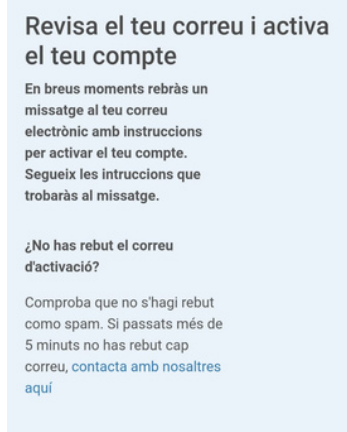 Revisa el teu correu i activa
el teu compte
En breus moments rebràs un
missatge al teu correu
electrònic amb instruccions
per activar el teu compte.
Segueix les intruccions que
trobaràs al missatge.
¿No has rebut el correu
d'activació?
Comproba que no s'hagi rebut
como spam. Si passats més de
5 minuts no has rebut cap
correu, contacta amb nosaltres
aquí